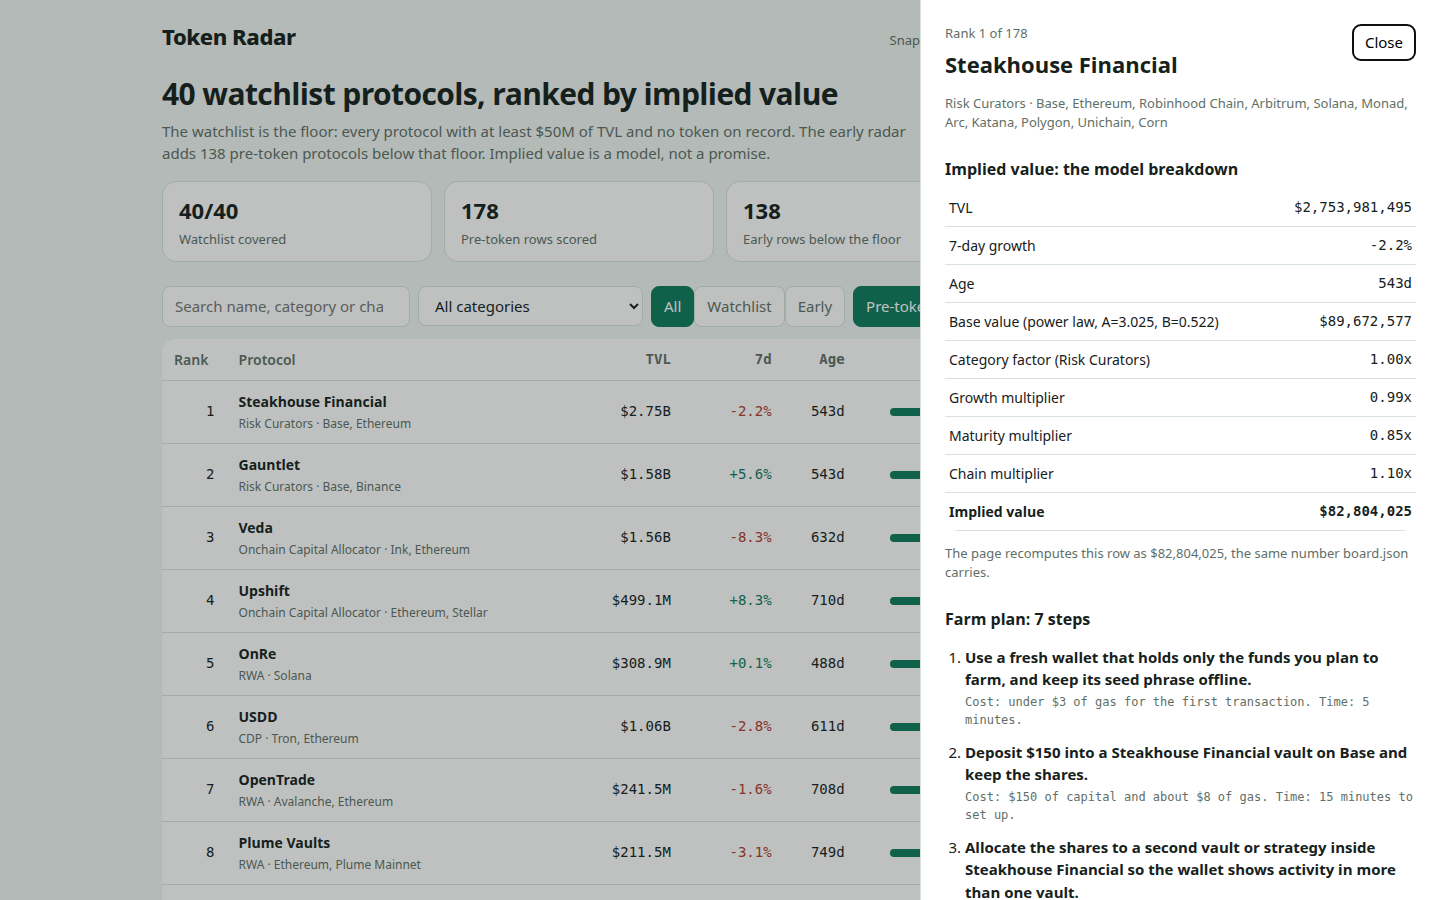 Token Radar
Snap
40 watchlist protocols, ranked by implied value
The watchlist is the floor: every protocol with at least $50M of TVL and no token on record. The early radar
adds 138 pre-token protocols below that floor. Implied value is a model, not a promise.
40/40
Watchlist covered
178
Pre-token rows scored
138
Early rows below the floor
Search name, category or cha
All categories
All
Watchlist
Early
Pre-toke
Rank Protocol TVL 7d Age
1 Steakhouse Financial $2.75B -2.2% 543d
Risk Curators · Base, Ethereum
2 Gauntlet $1.58B +5.6% 543d
Risk Curators · Base, Binance
3 Veda $1.56B -8.3% 632d
Onchain Capital Allocator · Ink, Ethereum
4 Upshift $499.1M +8.3% 710d
Onchain Capital Allocator · Ethereum, Stellar
5 OnRe $308.9M +0.1% 488d
RWA · Solana
6 USDD $1.06B -2.8% 611d
CDP · Tron, Ethereum
7 OpenTrade $241.5M -1.6% 708d
RWA · Avalanche, Ethereum
8 Plume Vaults $211.5M -3.1% 749d
RWA · Ethereum, Plume Mainnet
Rank 1 of 178
Close
Steakhouse Financial
Risk Curators · Base, Ethereum, Robinhood Chain, Arbitrum, Solana, Monad,
Arc, Katana, Polygon, Unichain, Corn
Implied value: the model breakdown
TVL $2,753,981,495
7-day growth -2.2%
Age 543d
Base value (power law, A=3.025, B=0.522) $89,672,577
Category factor (Risk Curators) 1.00x
Growth multiplier 0.99x
Maturity multiplier 0.85x
Chain multiplier 1.10x
Implied value $82,804,025
The page recomputes this row as $82,804,025, the same number board.json
carries.
Farm plan: 7 steps
1. Use a fresh wallet that holds only the funds you plan to
farm, and keep its seed phrase offline.
Cost: under $3 of gas for the first transaction. Time: 5
minutes.
2. Deposit $150 into a Steakhouse Financial vault on Base and
keep the shares.
Cost: $150 of capital and about $8 of gas. Time: 15 minutes to
set up.
3. Allocate the shares to a second vault or strategy inside
Steakhouse Financial so the wallet shows activity in more
than one vault.